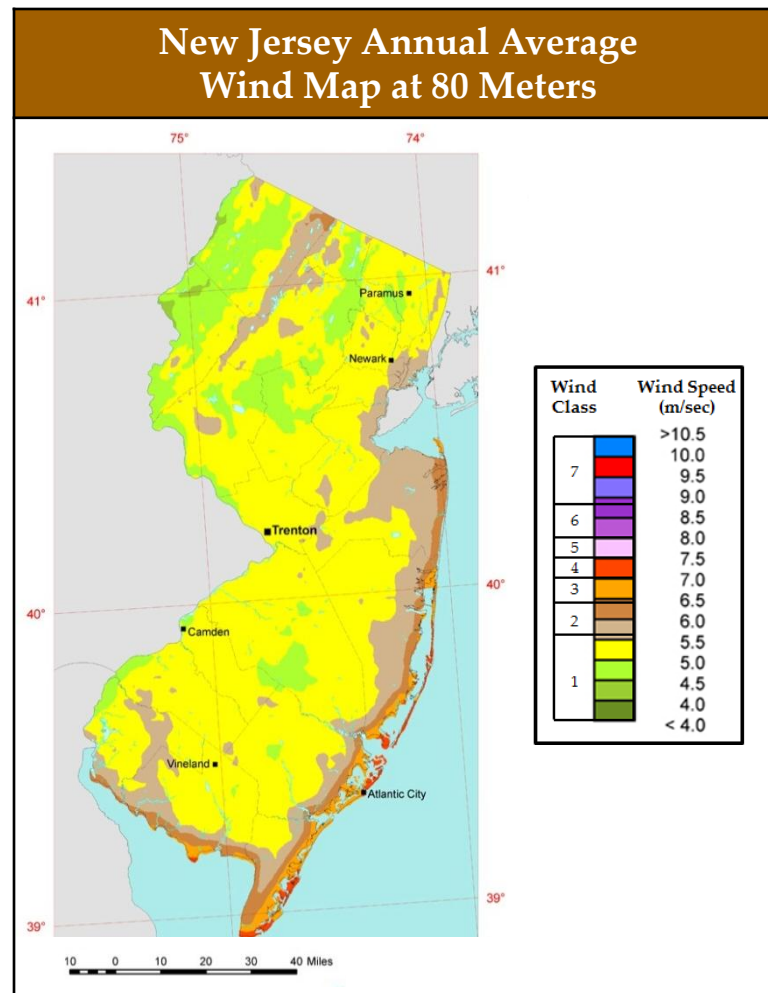 New Jersey Annual Average
Wind Map at 80 Meters
75°
74°
41°
41°
Paramus
Newark
Trenton
40°
40°
Camden
Vineland
Atlantic City
39°
39°
10 0 10 20 30 40 Miles
Wind Class
Wind Speed (m/sec)
>10.5
10.0
9.5
9.0
8.5
8.0
7.5
7.0
6.5
6.0
5.5
5.0
4.5
4.0
< 4.0
7
6
5
4
3
2
1